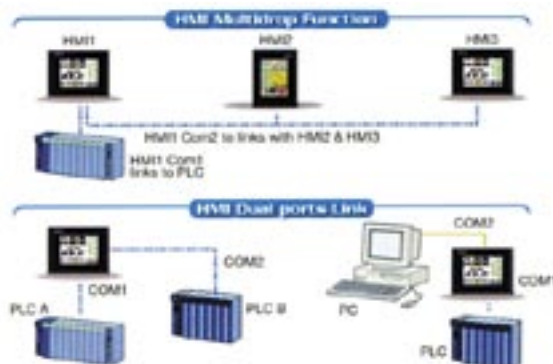 HMI Multidrop Function
HMI1
HMI2
HMI3
HMI1 Com2 to links with HMI2 & HMI3
HMI1 Com1
links to PLC
HMI Dual ports Link
COM2
COM2
COM1
COM1
PLC A
PLC B
PC
PLC